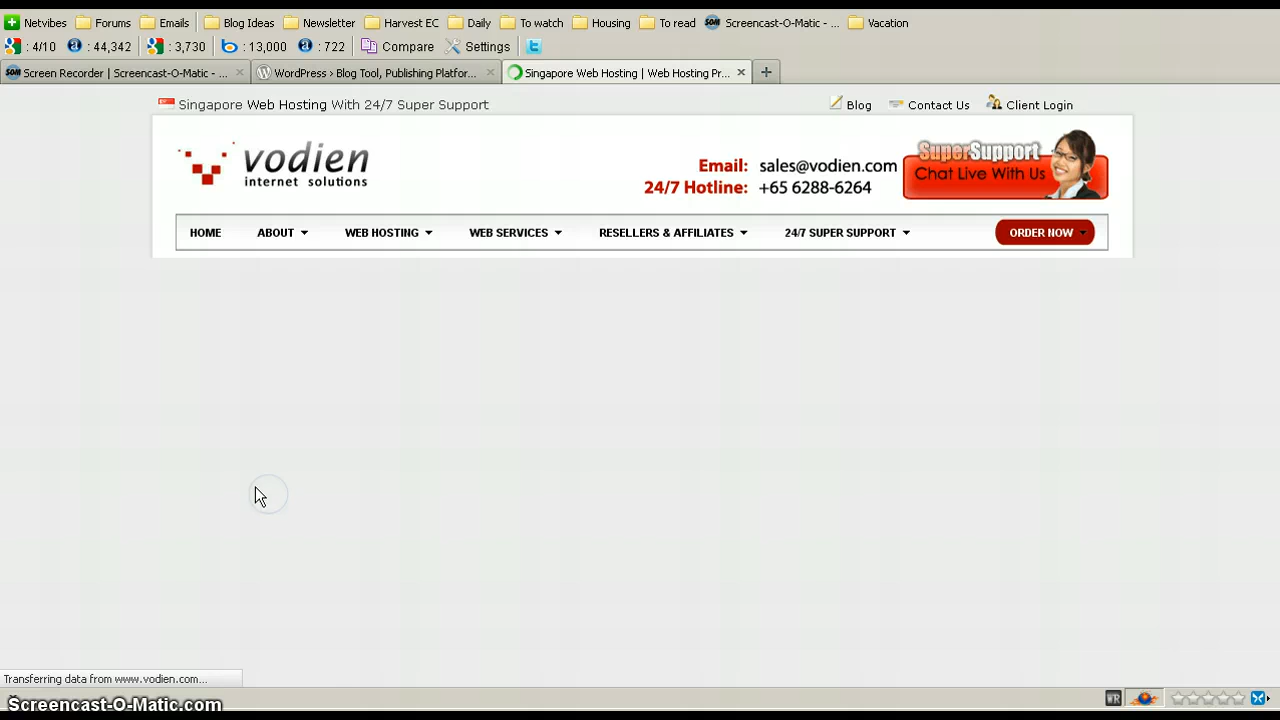 Netvibes Forums Emails Blog Ideas Newsletter Harvest EC Daily To watch Housing To read Screencast-O-Matic - ... Vacation
: 4/10 : 44,342 : 3,730 : 13,000 : 722 Compare Settings
Screen Recorder | Screencast-O-Matic - ... WordPress › Blog Tool, Publishing Platfor... Singapore Web Hosting | Web Hosting Pr...
Singapore Web Hosting With 24/7 Super Support Blog Contact Us Client Login
vodien
internet solutions
Email: sales@vodien.com
24/7 Hotline: +65 6288-6264
SuperSupport
Chat Live With Us
HOME ABOUT WEB HOSTING WEB SERVICES RESELLERS & AFFILIATES 24/7 SUPER SUPPORT ORDER NOW
Transferring data from www.vodien.com...
Screencast-O-Matic.com WR